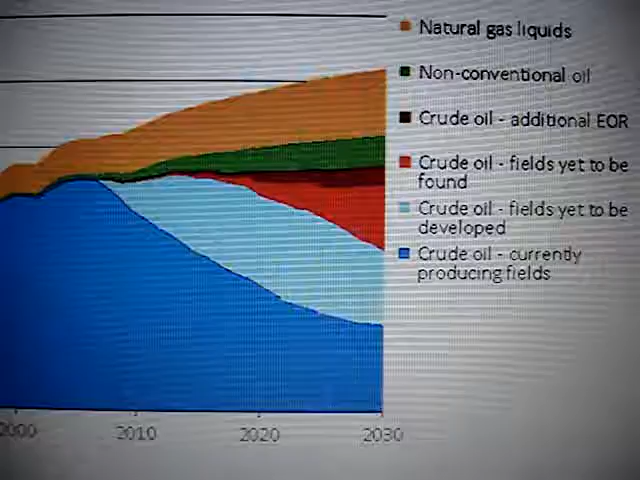 Natural gas liquids
Non-conventional oil
Crude oil - additional EOR
Crude oil - fields yet to be
found
Crude oil - fields yet to be
developed
Crude oil - currently
producing fields
2000 2010 2020 2030